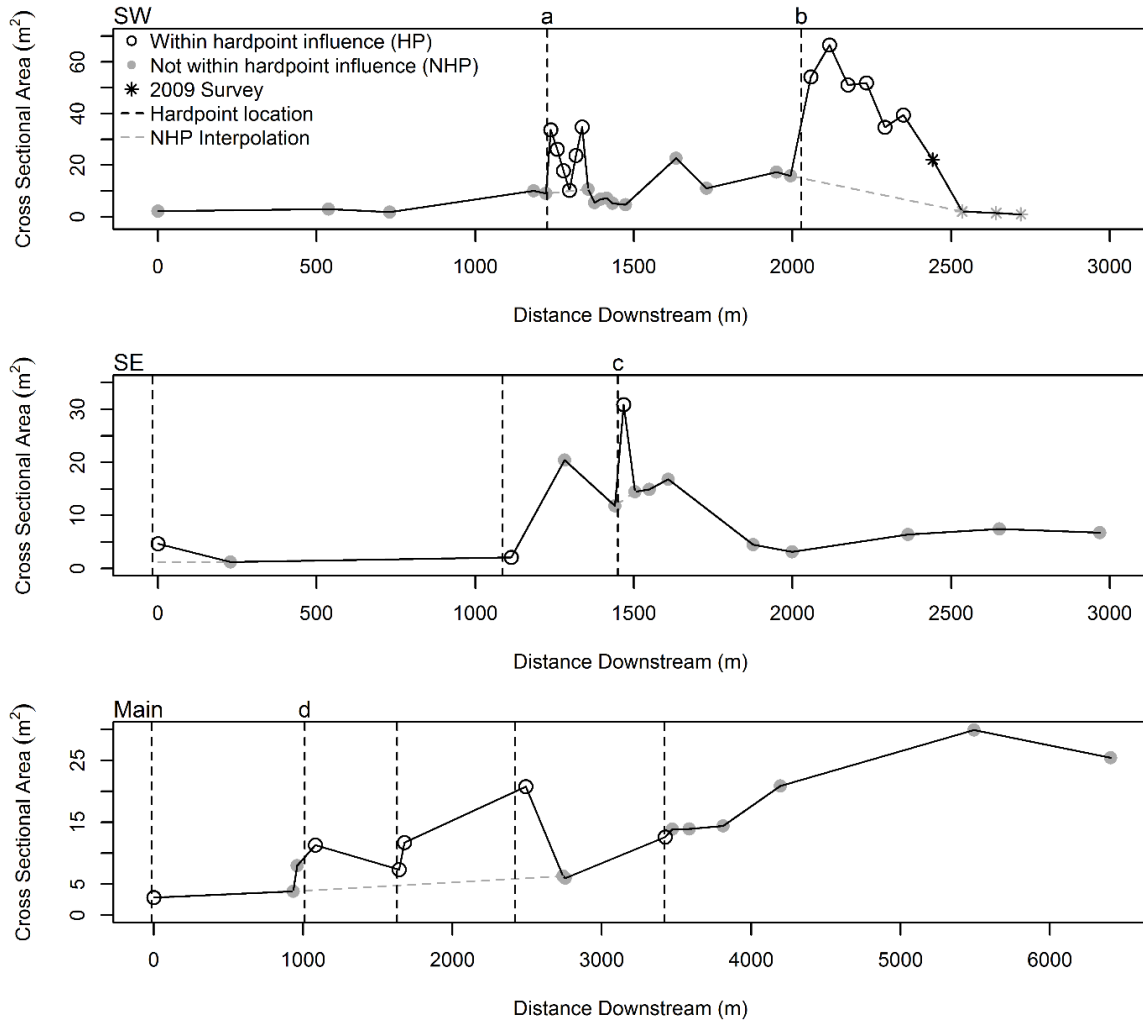 SW a b
Within hardpoint influence (HP)
Not within hardpoint influence (NHP)
2009 Survey
Hardpoint location
NHP Interpolation
Cross Sectional Area (m²)
60
40
20
0
0 500 1000 1500 2000 2500 3000
Distance Downstream (m)
SE c
Cross Sectional Area (m²)
30
20
10
0
0 500 1000 1500 2000 2500 3000
Distance Downstream (m)
Main d
Cross Sectional Area (m²)
25
15
5
0
0 1000 2000 3000 4000 5000 6000
Distance Downstream (m)